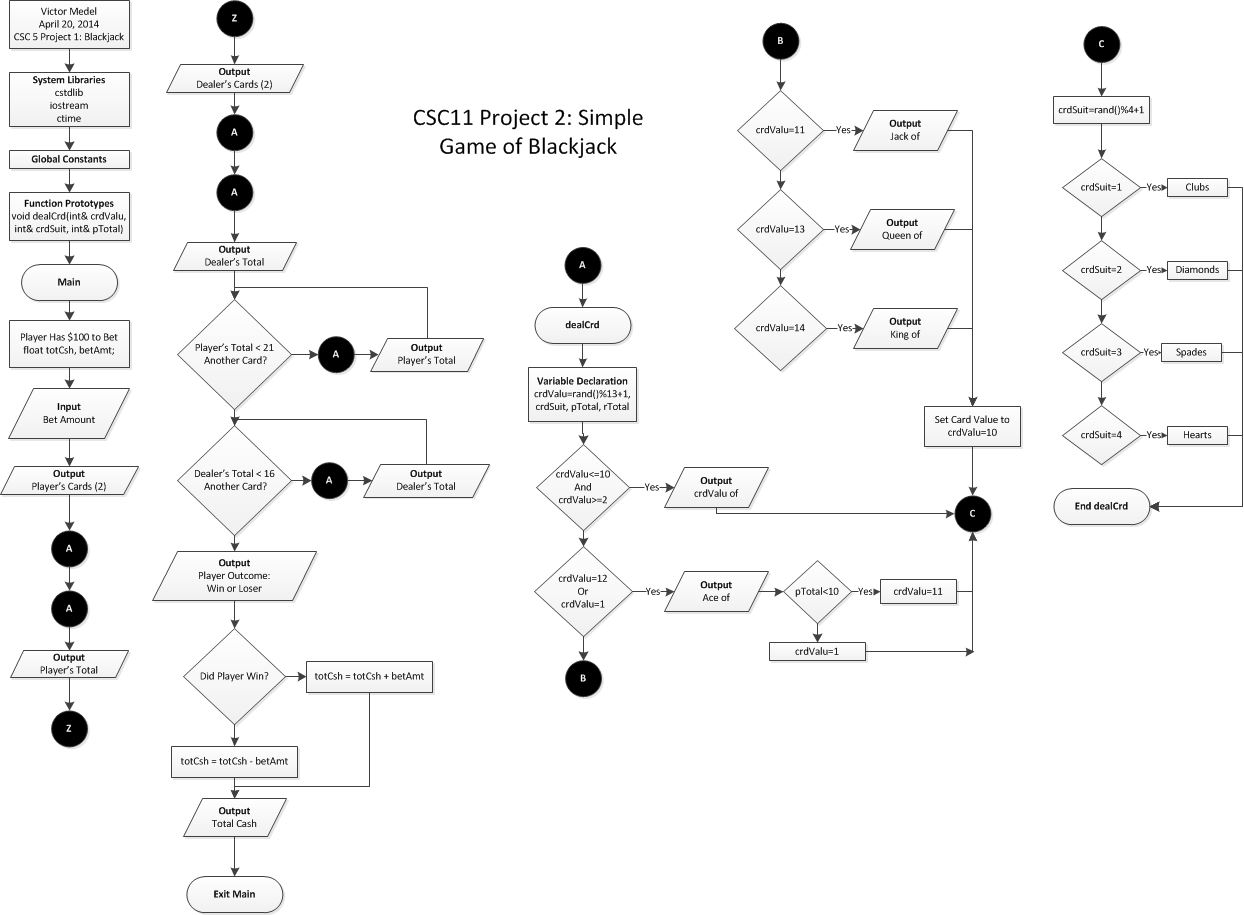 Victor Medel
April 20, 2014
CSC 5 Project 1: Blackjack
System Libraries
cstdlib
iostream
ctime
Global Constants
Function Prototypes
void dealCrd(int& crdValu,
int& crdSuit, int& pTotal)
Main
Player Has $100 to Bet
float totCsh, betAmt;
Input
Bet Amount
Output
Player's Cards (2)
A
A
Output
Player's Total
Z
Z
Output
Dealer's Cards (2)
A
A
Output
Dealer's Total
Player's Total < 21
Another Card?
A
Output
Player's Total
Dealer's Total < 16
Another Card?
A
Output
Dealer's Total
Output
Player Outcome:
Win or Loser
Did Player Win?
totCsh = totCsh + betAmt
totCsh = totCsh - betAmt
Output
Total Cash
Exit Main
CSC11 Project 2: Simple
Game of Blackjack
A
dealCrd
Variable Declaration
crdValu=rand()%13+1,
crdSuit, pTotal, rTotal
crdValu<=10
And
crdValu>=2
Yes
Output
crdValu of
crdValu=12
Or
crdValu=1
Yes
Output
Ace of
pTotal<10
Yes
crdValu=11
crdValu=1
B
B
crdValu=11
Yes
Output
Jack of
crdValu=13
Yes
Output
Queen of
crdValu=14
Yes
Output
King of
Set Card Value to
crdValu=10
C
C
crdSuit=rand()%4+1
crdSuit=1
Yes
Clubs
crdSuit=2
Yes
Diamonds
crdSuit=3
Yes
Spades
crdSuit=4
Yes
Hearts
End dealCrd